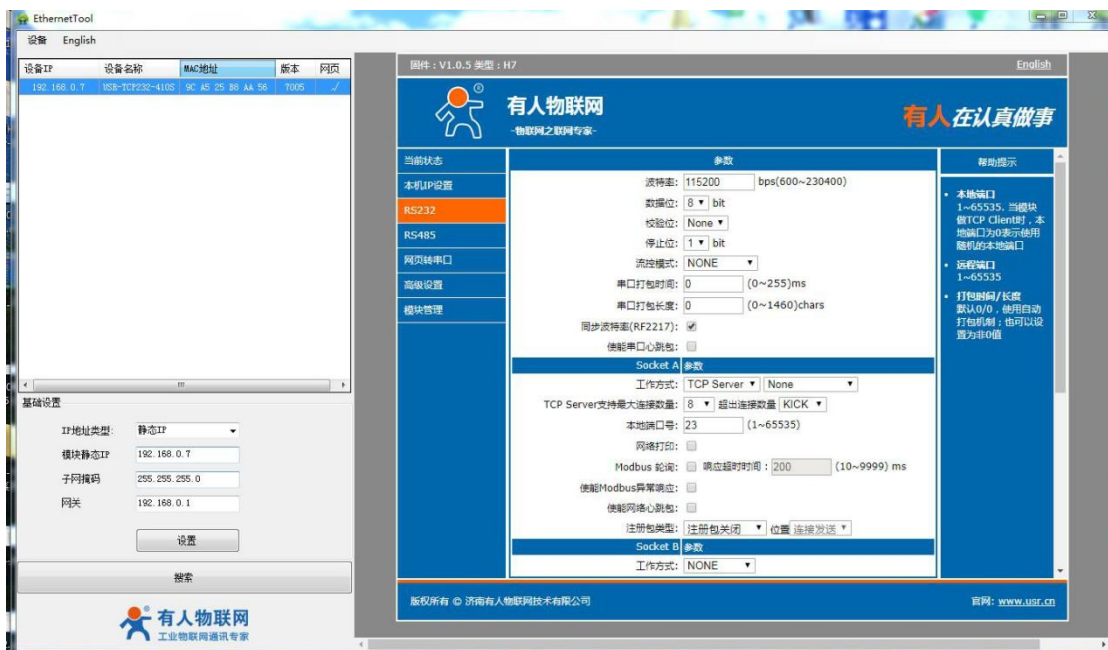 EthernetTool
设备 English
设备IP 设备名称 MAC地址 版本 网页
192.168.0.7 USR-TCP232-410S 9C A5 25 B8 AA 56 7005 √
基础设置
IP地址类型: 静态IP
模块静态IP 192.168.0.7
子网掩码 255.255.255.0
网关 192.168.0.1
设置
搜索
有人物联网
工业物联网通讯专家
固件:V1.0.5 类型:H7 English
®
有人物联网
-物联网之联网专家-
有人在认真做事
当前状态
本机IP设置
RS232
RS485
网页转串口
高级设置
模块管理
参数
波特率: 115200 bps(600~230400)
数据位: 8 bit
校验位: None
停止位: 1 bit
流控模式: NONE
串口打包时间: 0 (0~255)ms
串口打包长度: 0 (0~1460)chars
同步波特率(RF2217):
使能串口心跳包:
Socket A 参数
工作方式: TCP Server None
TCP Server支持最大连接数量: 8 超出连接数量 KICK
本地端口号: 23 (1~65535)
网络打印:
Modbus 轮询: 响应超时时间:200 (10~9999) ms
使能Modbus异常响应:
使能网络心跳包:
注册包类型: 注册包关闭 位置 连接发送
Socket B 参数
工作方式: NONE
帮助提示
• 本地端口
1~65535. 当模块
做TCP Client时,本
地端口为0表示使用
随机的本地端口
• 远程端口
1~65535
• 打包时间/长度
默认0/0,使用自动
打包机制;也可以设
置为非0值
版权所有 © 济南有人物联网技术有限公司 官网: www.usr.cn